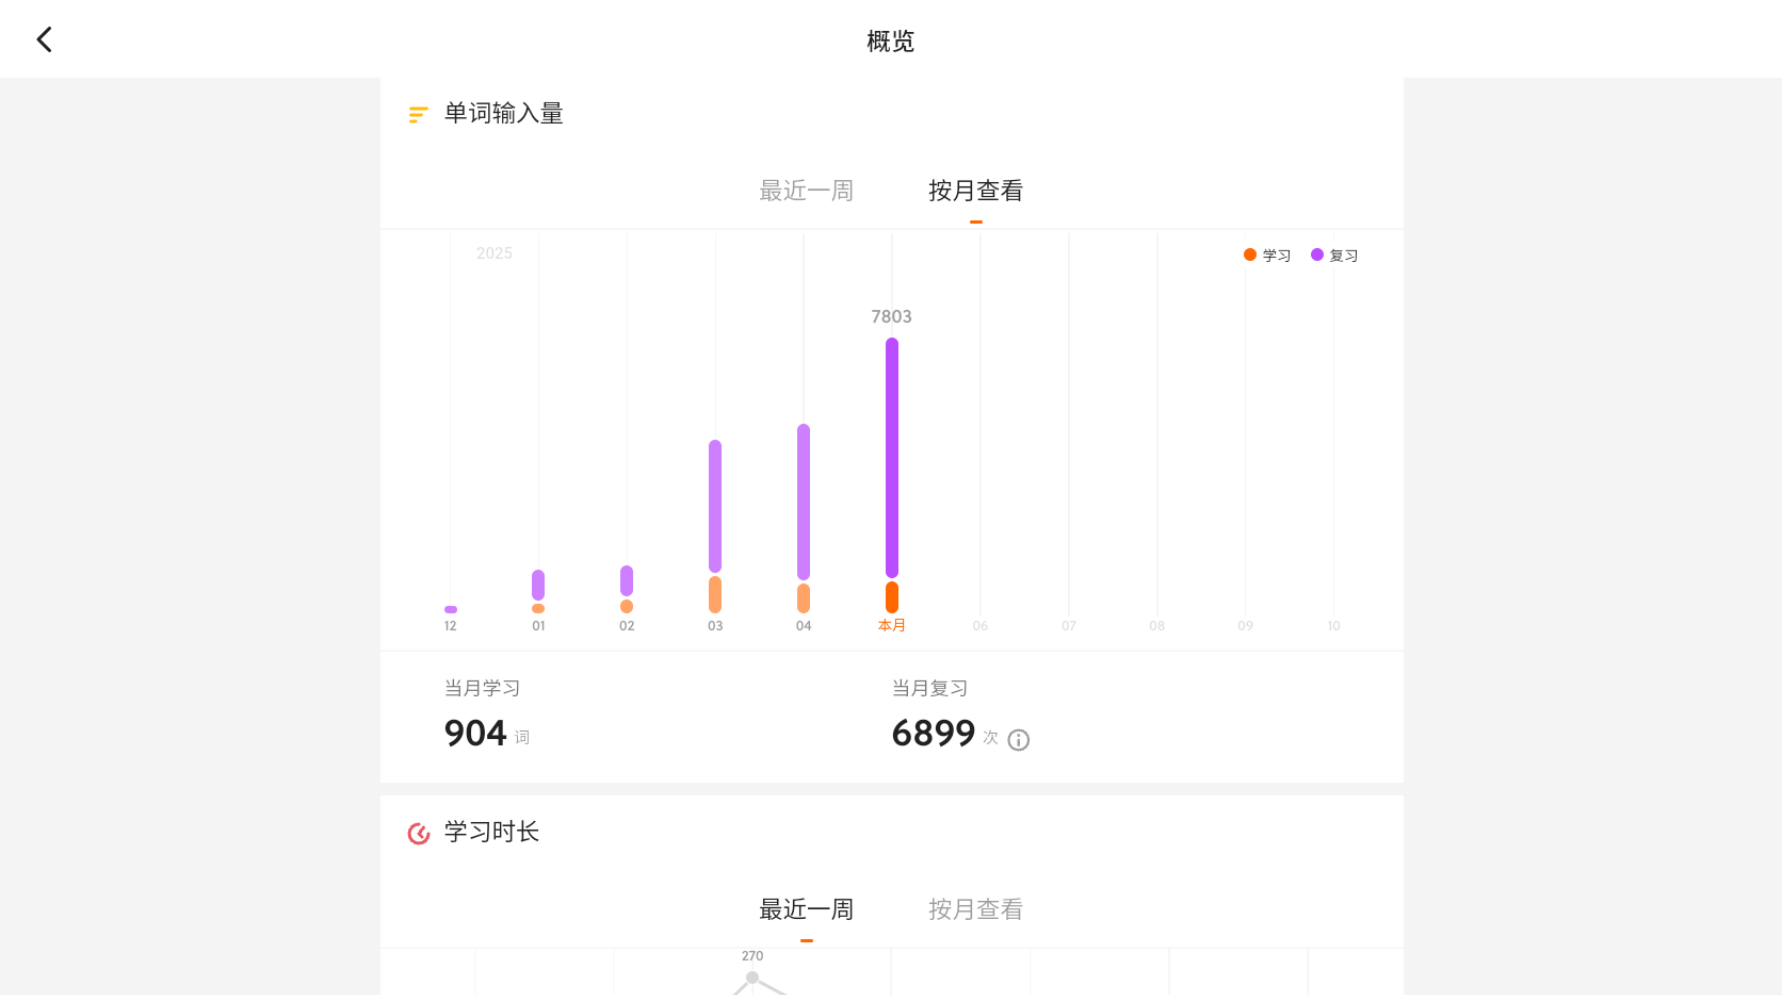 概览
单词输入量
最近一周 按月查看
2025 学习 复习
7803
12 01 02 03 04 本月 06 07 08 09 10
当月学习 当月复习
904 词 6899 次
学习时长
最近一周 按月查看
270